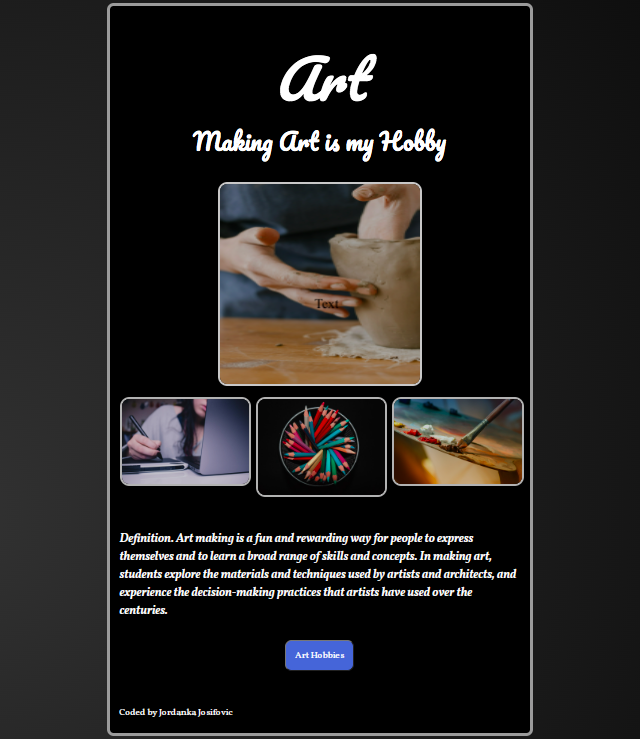 Art
Making Art is my Hobby
Text
Definition. Art making is a fun and rewarding way for people to express
themselves and to learn a broad range of skills and concepts. In making art,
students explore the materials and techniques used by artists and architects, and
experience the decision-making practices that artists have used over the
centuries.
Art Hobbies
Coded by Jordanka Josifovic